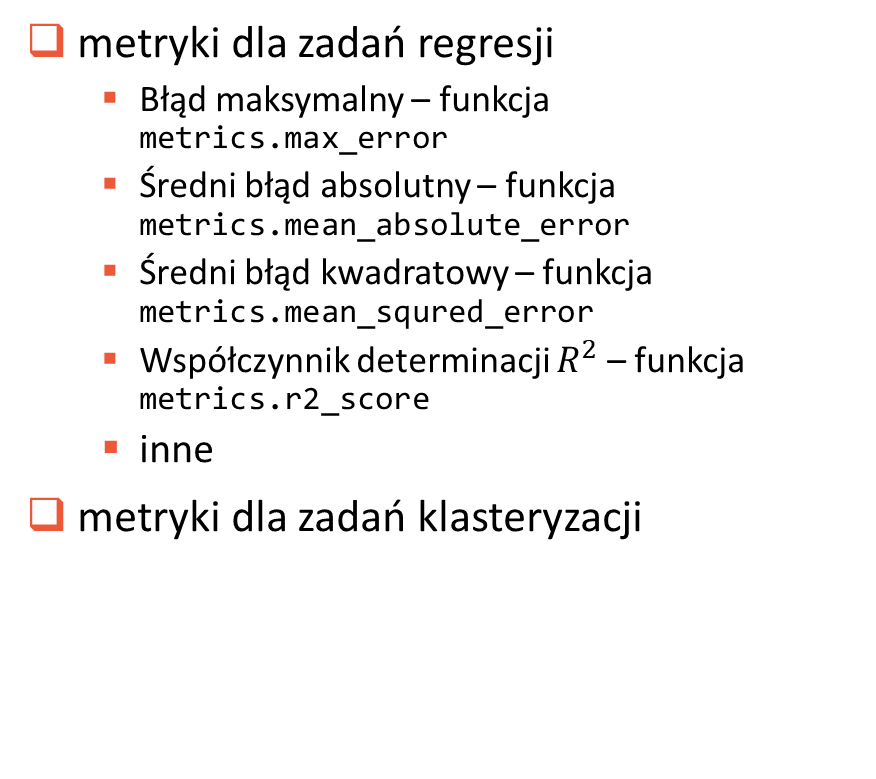 metryki dla zadań regresji
Błąd maksymalny – funkcja
metrics.max_error
Średni błąd absolutny – funkcja
metrics.mean_absolute_error
Średni błąd kwadratowy – funkcja
metrics.mean_squred_error
Współczynnik determinacji R² – funkcja
metrics.r2_score
inne
metryki dla zadań klasteryzacji